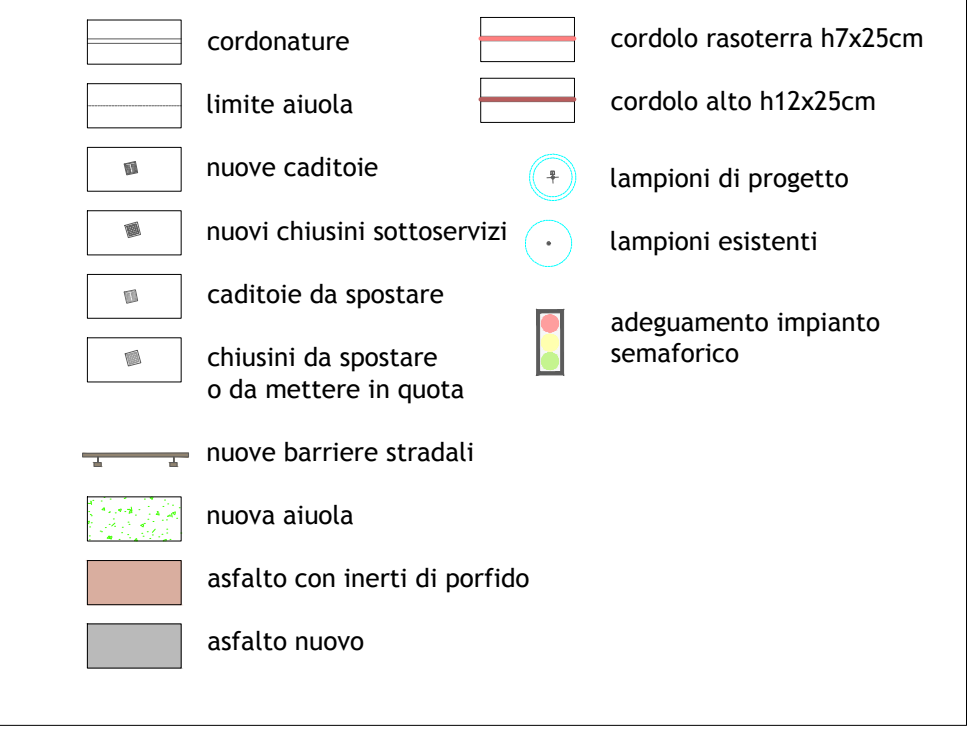 cordonature
limite aiuola
nuove caditoie
nuovi chiusini sottoservizi
caditoie da spostare
chiusini da spostare
o da mettere in quota
nuove barriere stradali
nuova aiuola
asfalto con inerti di porfido
asfalto nuovo
cordolo rasoterra h7x25cm
cordolo alto h12x25cm
lampioni di progetto
lampioni esistenti
adeguamento impianto
semaforico